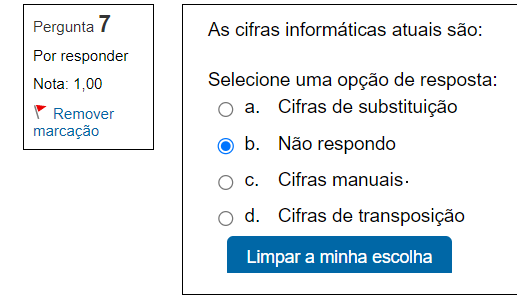 Pergunta 7
Por responder
Nota: 1,00
Remover
marcação
As cifras informáticas atuais são:
Selecione uma opção de resposta:
a. Cifras de substituição
b. Não respondo
c. Cifras manuais.
d. Cifras de transposição
Limpar a minha escolha